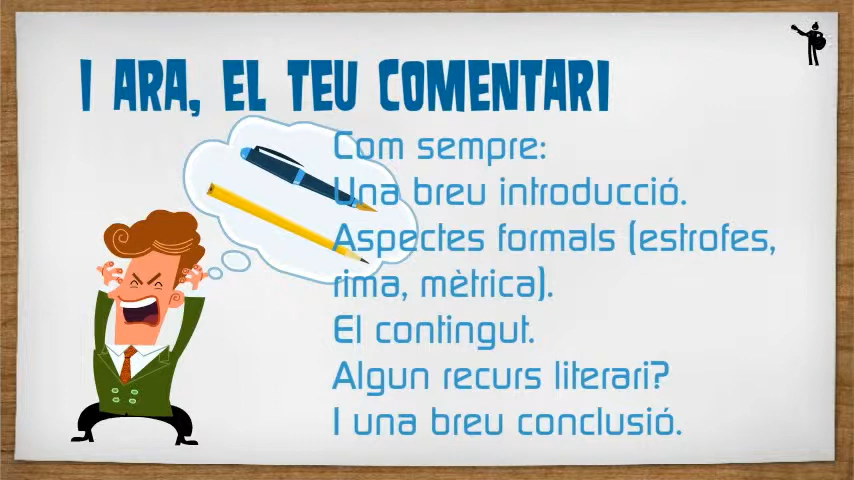 I ARA, EL TEU COMENTARI
Com sempre:
Una breu introducció.
Aspectes formals (estrofes,
rima, mètrica).
El contingut.
Algun recurs literari?
I una breu conclusió.